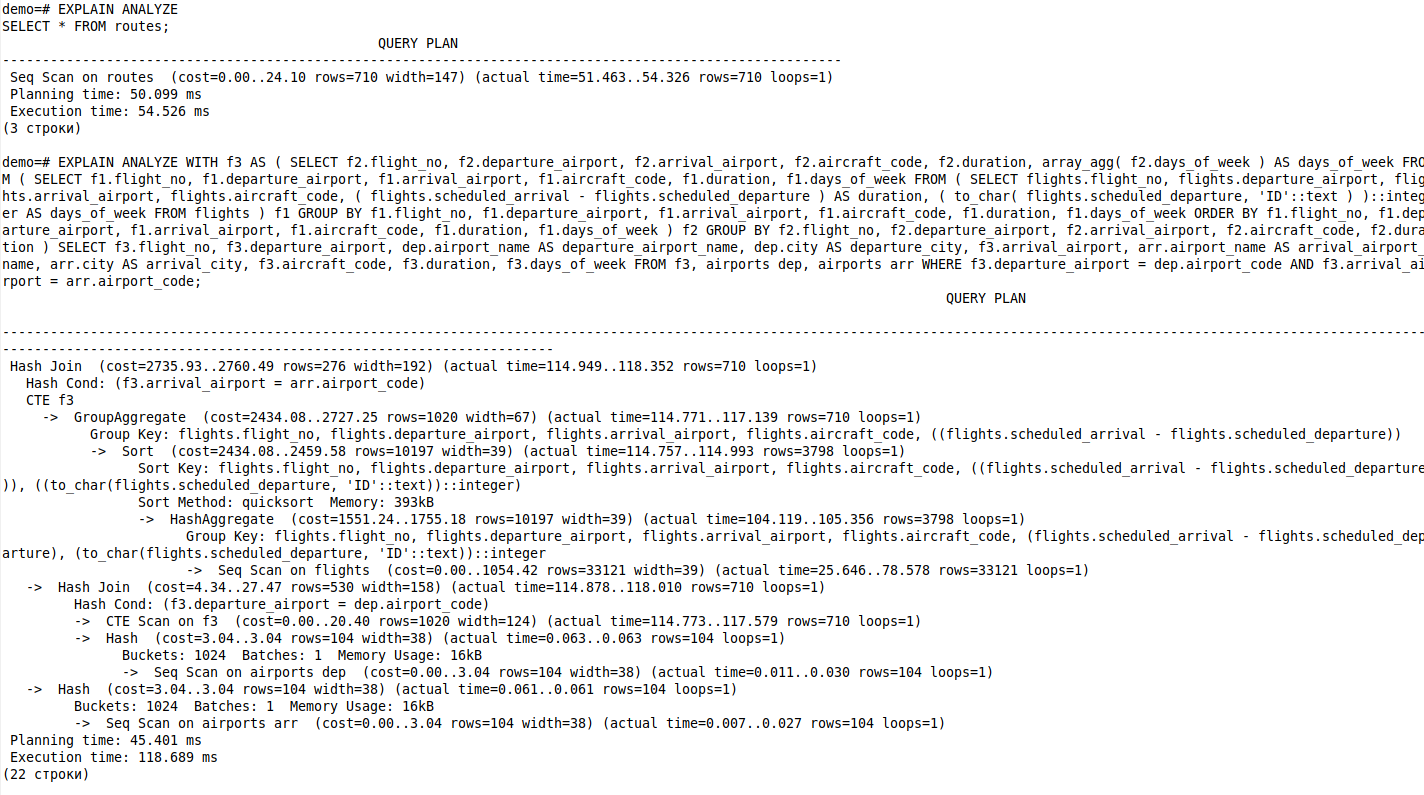 demo=# EXPLAIN ANALYZE
SELECT * FROM routes;
QUERY PLAN
---------------------------------------------------------------------------------------------------------
Seq Scan on routes  (cost=0.00..24.10 rows=710 width=147) (actual time=51.463..54.326 rows=710 loops=1)
Planning time: 50.099 ms
Execution time: 54.526 ms
(3 строки)
demo=# EXPLAIN ANALYZE WITH f3 AS ( SELECT f2.flight_no, f2.departure_airport, f2.arrival_airport, f2.aircraft_code, f2.duration, array_agg( f2.days_of_week ) AS days_of_week FRO
M ( SELECT f1.flight_no, f1.departure_airport, f1.arrival_airport, f1.aircraft_code, f1.duration, f1.days_of_week FROM ( SELECT flights.flight_no, flights.departure_airport, flig
hts.arrival_airport, flights.aircraft_code, ( flights.scheduled_arrival - flights.scheduled_departure ) AS duration, ( to_char( flights.scheduled_departure, 'ID'::text ) )::integ
er AS days_of_week FROM flights ) f1 GROUP BY f1.flight_no, f1.departure_airport, f1.arrival_airport, f1.aircraft_code, f1.duration, f1.days_of_week ORDER BY f1.flight_no, f1.dep
arture_airport, f1.arrival_airport, f1.aircraft_code, f1.duration, f1.days_of_week ) f2 GROUP BY f2.flight_no, f2.departure_airport, f2.arrival_airport, f2.aircraft_code, f2.dura
tion ) SELECT f3.flight_no, f3.departure_airport, dep.airport_name AS departure_airport_name, dep.city AS departure_city, f3.arrival_airport, arr.airport_name AS arrival_airport_
name, arr.city AS arrival_city, f3.aircraft_code, f3.duration, f3.days_of_week FROM f3, airports dep, airports arr WHERE f3.departure_airport = dep.airport_code AND f3.arrival_ai
rport = arr.airport_code;
QUERY PLAN
----------------------------------------------------------------------------------------------------------------------------------------------------------------------------------
---------------------------------------------------------------------
Hash Join  (cost=2735.93..2760.49 rows=276 width=192) (actual time=114.949..118.352 rows=710 loops=1)
Hash Cond: (f3.arrival_airport = arr.airport_code)
CTE f3
->  GroupAggregate  (cost=2434.08..2727.25 rows=1020 width=67) (actual time=114.771..117.139 rows=710 loops=1)
Group Key: flights.flight_no, flights.departure_airport, flights.arrival_airport, flights.aircraft_code, ((flights.scheduled_arrival - flights.scheduled_departure))
->  Sort  (cost=2434.08..2459.58 rows=10197 width=39) (actual time=114.757..114.993 rows=3798 loops=1)
Sort Key: flights.flight_no, flights.departure_airport, flights.arrival_airport, flights.aircraft_code, ((flights.scheduled_arrival - flights.scheduled_departure
)), ((to_char(flights.scheduled_departure, 'ID'::text))::integer)
Sort Method: quicksort  Memory: 393kB
->  HashAggregate  (cost=1551.24..1755.18 rows=10197 width=39) (actual time=104.119..105.356 rows=3798 loops=1)
Group Key: flights.flight_no, flights.departure_airport, flights.arrival_airport, flights.aircraft_code, (flights.scheduled_arrival - flights.scheduled_dep
arture), (to_char(flights.scheduled_departure, 'ID'::text))::integer
->  Seq Scan on flights  (cost=0.00..1054.42 rows=33121 width=39) (actual time=25.646..78.578 rows=33121 loops=1)
->  Hash Join  (cost=4.34..27.47 rows=530 width=158) (actual time=114.878..118.010 rows=710 loops=1)
Hash Cond: (f3.departure_airport = dep.airport_code)
->  CTE Scan on f3  (cost=0.00..20.40 rows=1020 width=124) (actual time=114.773..117.579 rows=710 loops=1)
->  Hash  (cost=3.04..3.04 rows=104 width=38) (actual time=0.063..0.063 rows=104 loops=1)
Buckets: 1024  Batches: 1  Memory Usage: 16kB
->  Seq Scan on airports dep  (cost=0.00..3.04 rows=104 width=38) (actual time=0.011..0.030 rows=104 loops=1)
->  Hash  (cost=3.04..3.04 rows=104 width=38) (actual time=0.061..0.061 rows=104 loops=1)
Buckets: 1024  Batches: 1  Memory Usage: 16kB
->  Seq Scan on airports arr  (cost=0.00..3.04 rows=104 width=38) (actual time=0.007..0.027 rows=104 loops=1)
Planning time: 45.401 ms
Execution time: 118.689 ms
(22 строки)